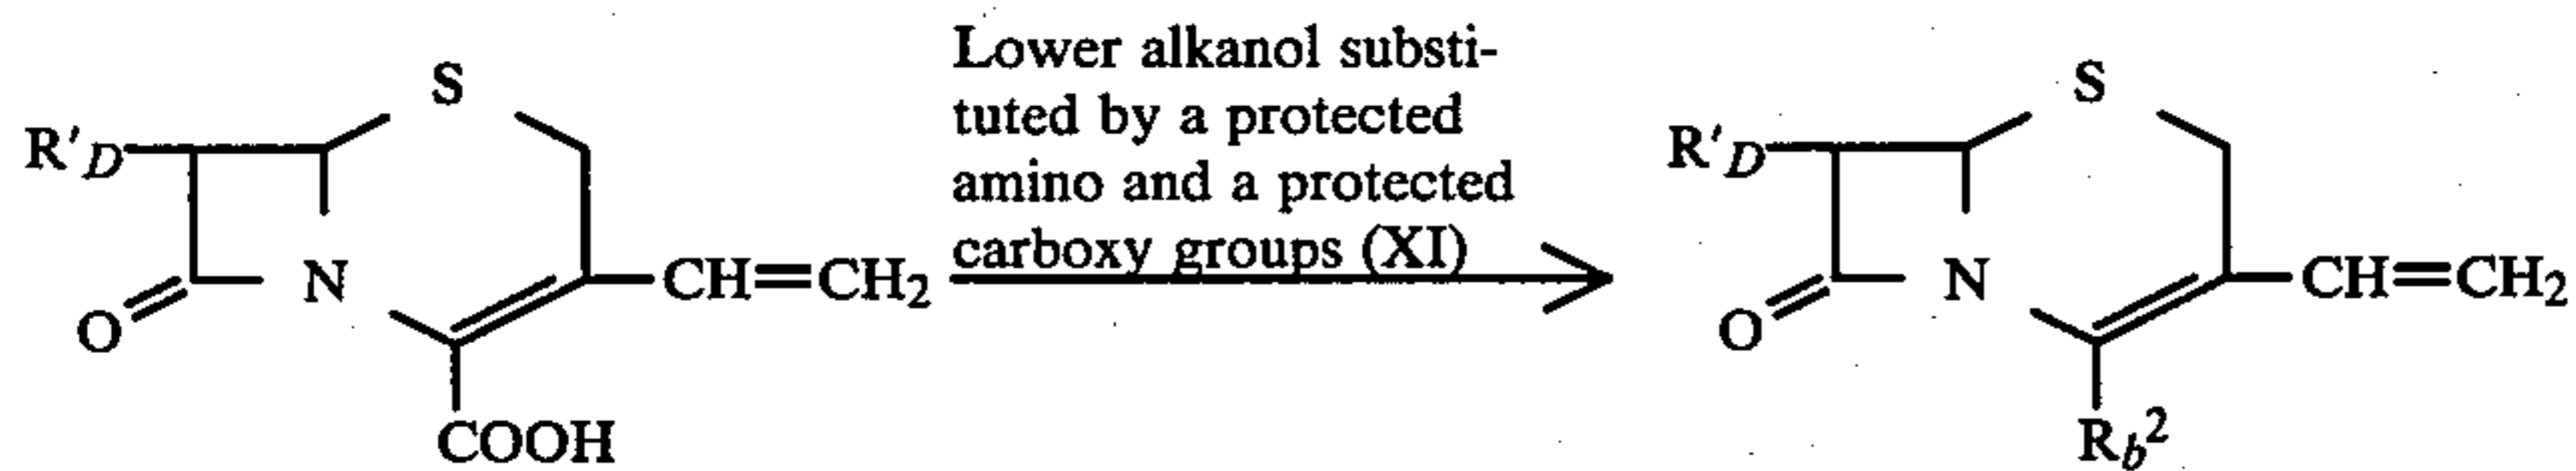 Lower alkanol substi-
tuted by a protected
amino and a protected
carboxy groups (XI)
R'D
S
O
N
CH=CH2
COOH
R'D
S
O
N
CH=CH2
Rb2